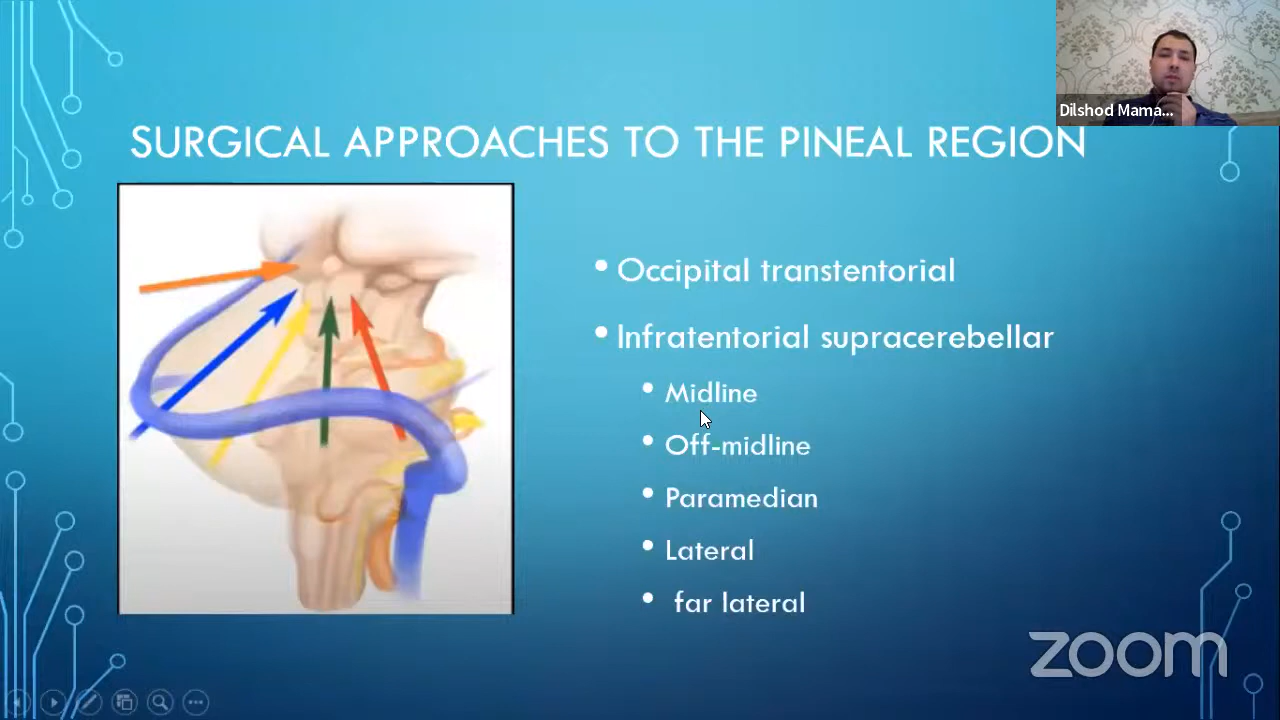 Dilshod Mama...
SURGICAL APPROACHES TO THE PINEAL REGION
• Occipital transtentorial
• Infratentorial supracerebellar
• Midline
• Off-midline
• Paramedian
• Lateral
• far lateral
zoom